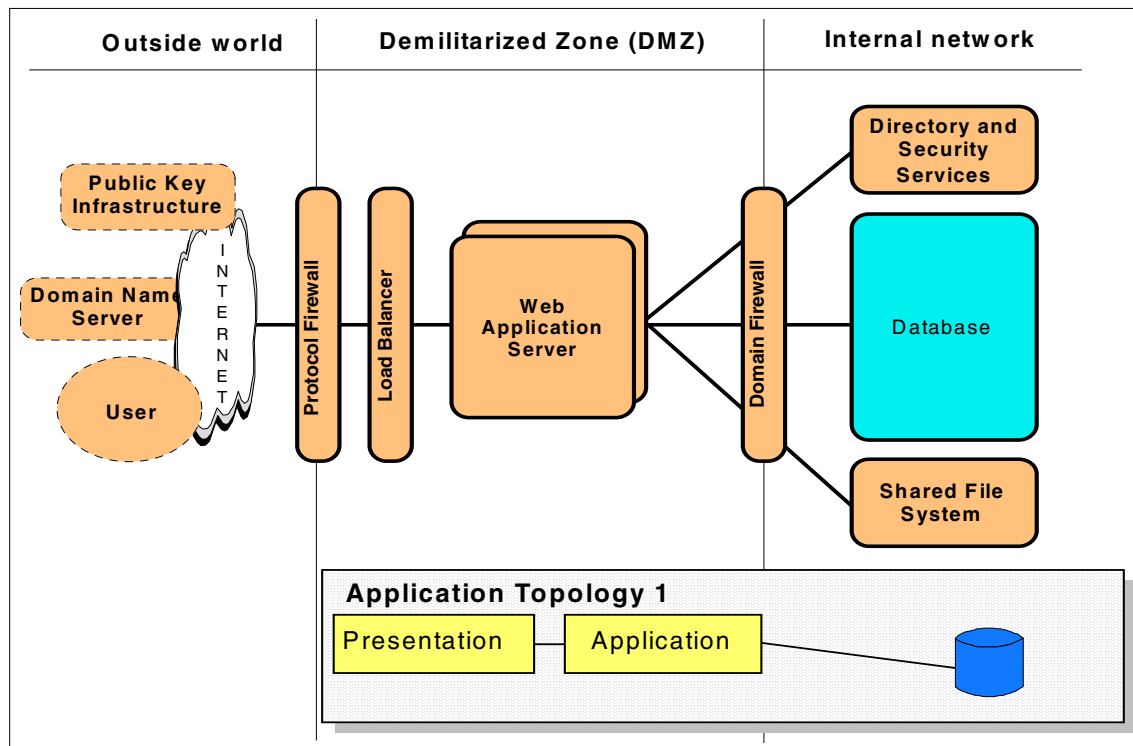 Outside world
Demilitarized Zone (DMZ)
Internal network
Public Key
Infrastructure
Domain Name
Server
User
INTERNET
Protocol Firewall
Load Balancer
Web
Application
Server
Domain Firewall
Directory and
Security
Services
Database
Shared File
System
Application Topology 1
Presentation
Application